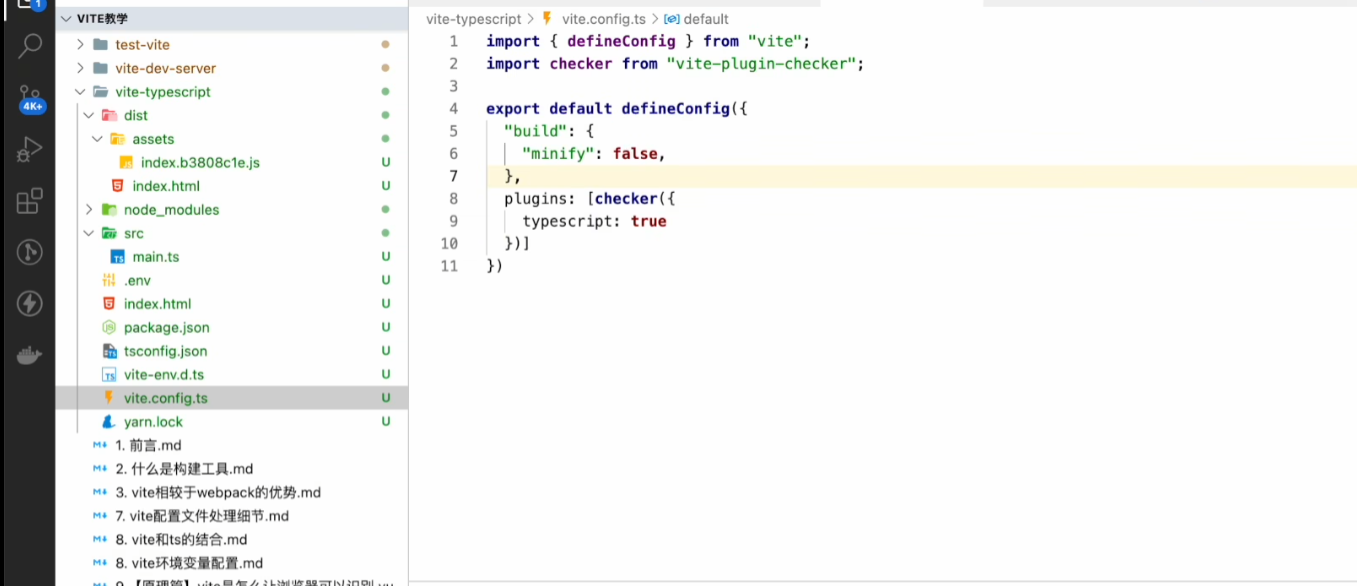 1
VITE教学
test-vite
vite-dev-server
vite-typescript
dist
assets
index.b3808c1e.js U
index.html U
node_modules
src
main.ts U
.env U
index.html U
package.json U
tsconfig.json U
vite-env.d.ts U
vite.config.ts U
yarn.lock U
1. 前言.md
2. 什么是构建工具.md
3. vite相较于webpack的优势.md
7. vite配置文件处理细节.md
8. vite和ts的结合.md
8. vite环境变量配置.md
9. 【原理篇】vite是怎么让浏览器可以识别.vu
4K+
vite-typescript > vite.config.ts > default
1 import { defineConfig } from "vite";
2 import checker from "vite-plugin-checker";
3
4 export default defineConfig({
5 "build": {
6 "minify": false,
7 },
8 plugins: [checker({
9 typescript: true
10 })]
11 })